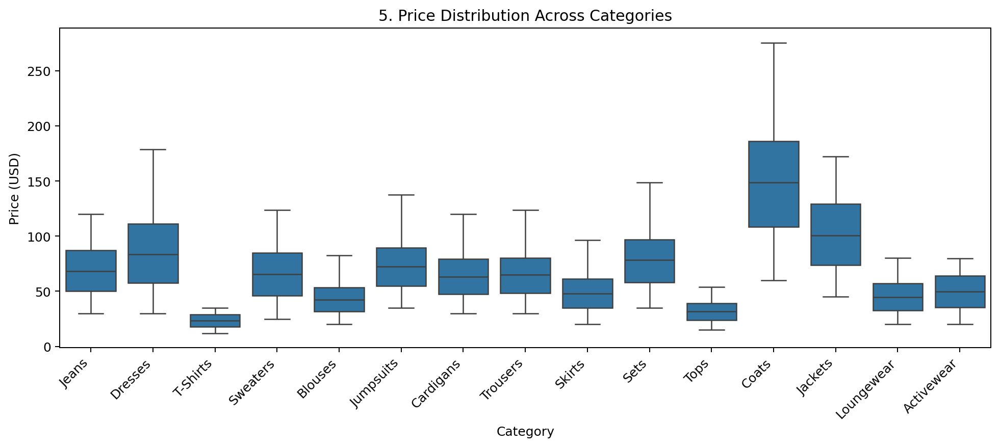 5. Price Distribution Across Categories
Price (USD)
250
200
150
100
50
0
Jeans
Dresses
T-Shirts
Sweaters
Blouses
Jumpsuits
Cardigans
Trousers
Skirts
Sets
Tops
Coats
Jackets
Loungewear
Activewear
Category